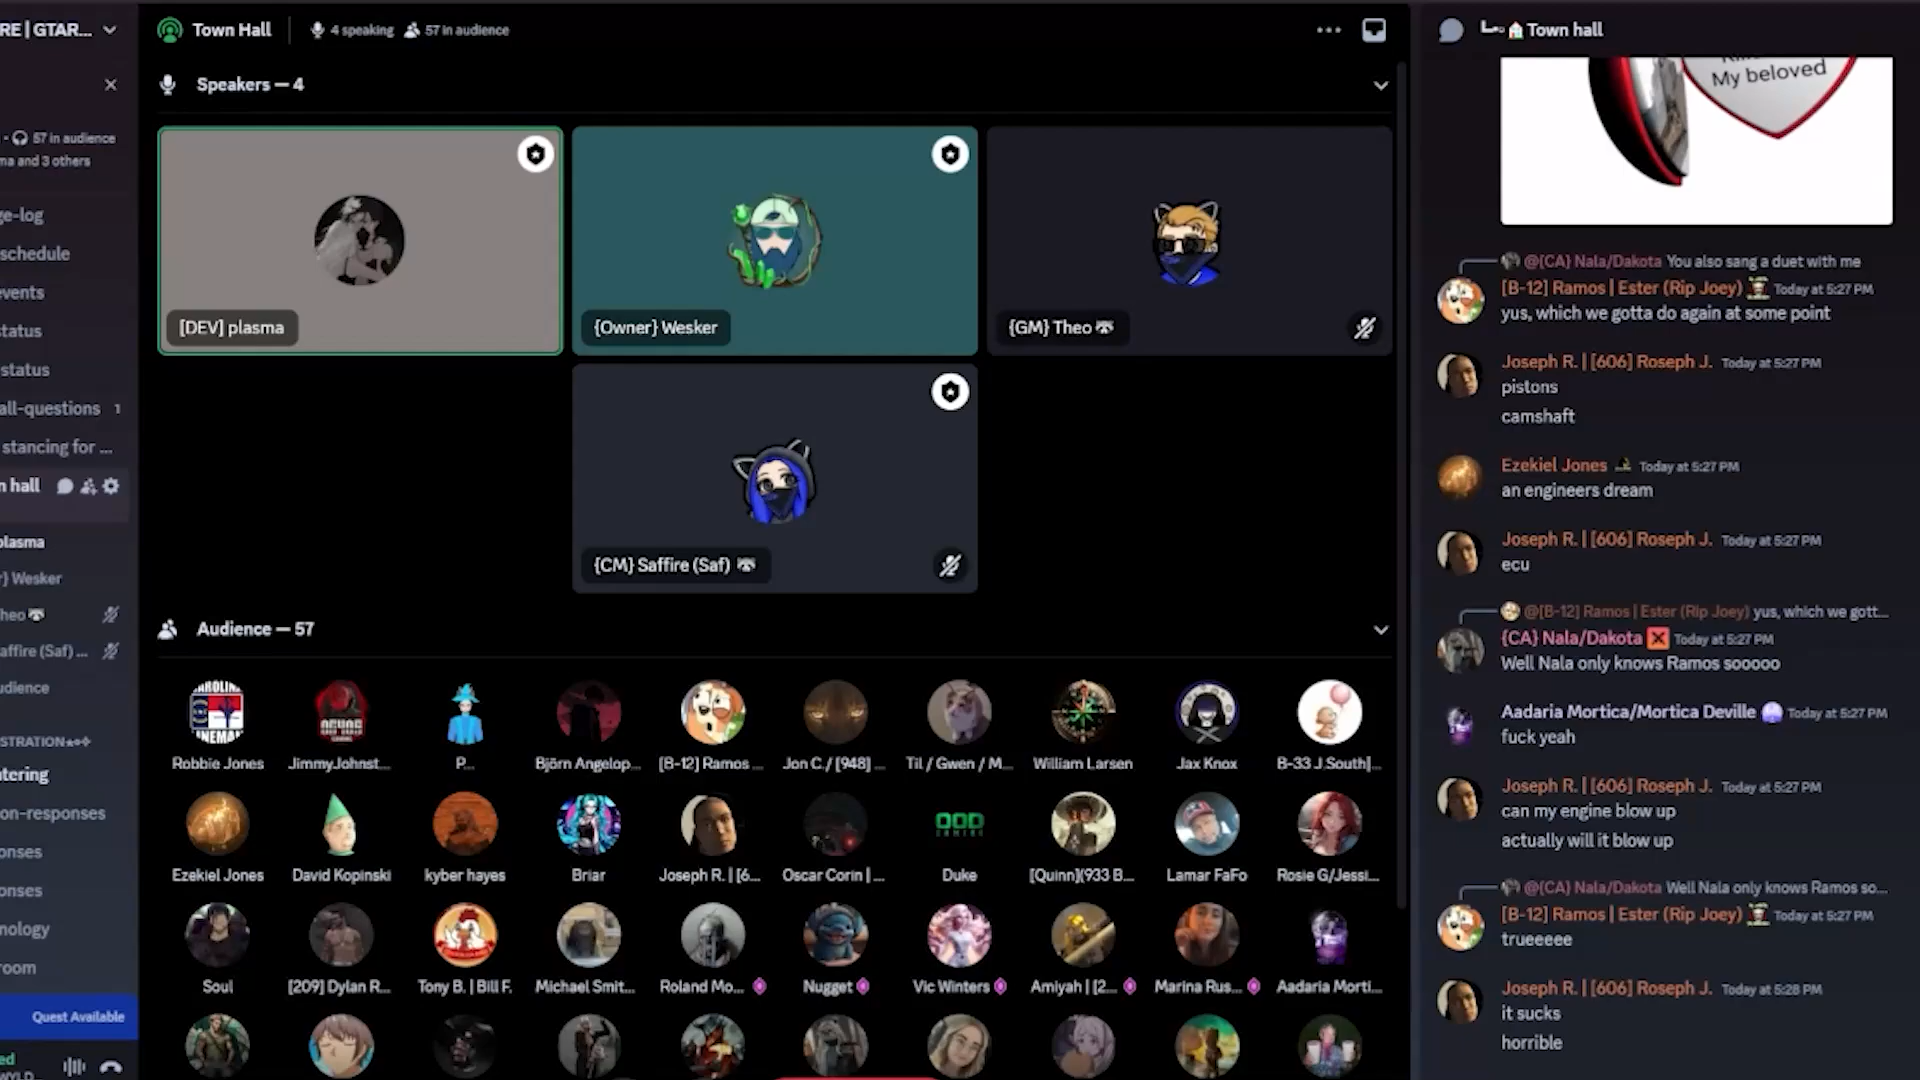 RE | GTAR...
57 in audience
ma and 3 others
ge-log
schedule
events
status
status
all-questions 1
stancing for ...
n hall
plasma
r} Wesker
heo
affire (Saf) ...
udience
STRATION
tering
on-responses
onses
onses
nology
room
Quest Available
ed
Town Hall
4 speaking 57 in audience
Speakers — 4
[DEV] plasma
{Owner} Wesker
{GM} Theo
{CM} Saffire (Saf)
Audience — 57
Robbie Jones JimmyJohnst... P... Björn Angelop... [B-12] Ramos ... Jon C./ [948] ... Til / Gwen / M... William Larsen Jax Knox B-33 J.South|...
Ezekiel Jones David Kopinski kyber hayes Briar Joseph R. | [6... Oscar Corin | ... Duke [Quinn](933 B... Lamar FaFo Rosie G/Jessi...
Soul [209] Dylan R... Tony B. | Bill F. Michael Smit... Roland Mo... Nugget Vic Winters Amiyah | [2... Marina Rus... Aadaria Morti...
Town hall
My beloved
@{CA} Nala/Dakota You also sang a duet with me
[B-12] Ramos | Ester (Rip Joey) Today at 5:27 PM
yus, which we gotta do again at some point
Joseph R. | [606] Roseph J. Today at 5:27 PM
pistons
camshaft
Ezekiel Jones Today at 5:27 PM
an engineers dream
Joseph R. | [606] Roseph J. Today at 5:27 PM
ecu
@[B-12] Ramos | Ester (Rip Joey) yus, which we gott...
{CA} Nala/Dakota Today at 5:27 PM
Well Nala only knows Ramos sooooo
Aadaria Mortica/Mortica Deville Today at 5:27 PM
fuck yeah
Joseph R. | [606] Roseph J. Today at 5:27 PM
can my engine blow up
actually will it blow up
@{CA} Nala/Dakota Well Nala only knows Ramos so...
[B-12] Ramos | Ester (Rip Joey) Today at 5:27 PM
trueeeee
Joseph R. | [606] Roseph J. Today at 5:28 PM
it sucks
horrible